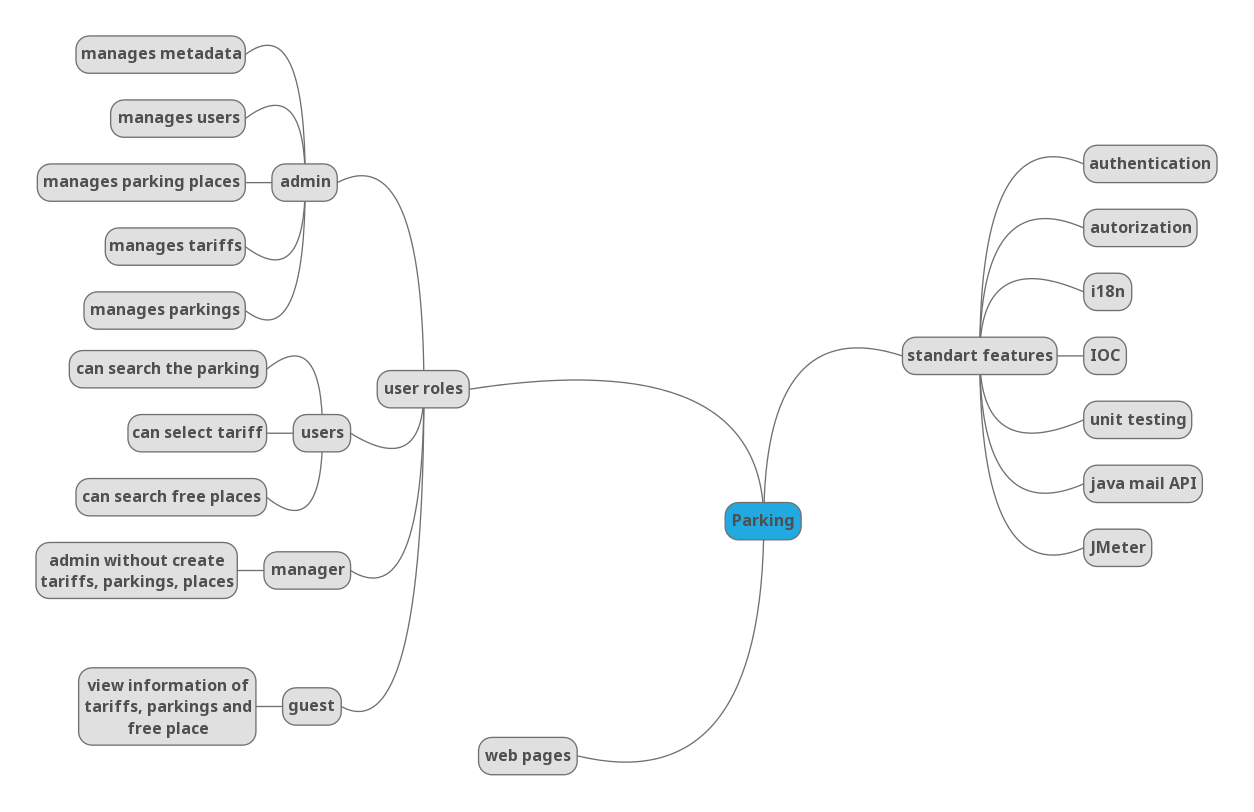 manages metadata
manages users
manages parking places
admin
manages tariffs
manages parkings
can search the parking
can select tariff
users
can search free places
user roles
admin without create
tariffs, parkings, places
manager
view information of
tariffs, parkings and
free place
guest
Parking
web pages
standart features
authentication
autorization
i18n
IOC
unit testing
java mail API
JMeter